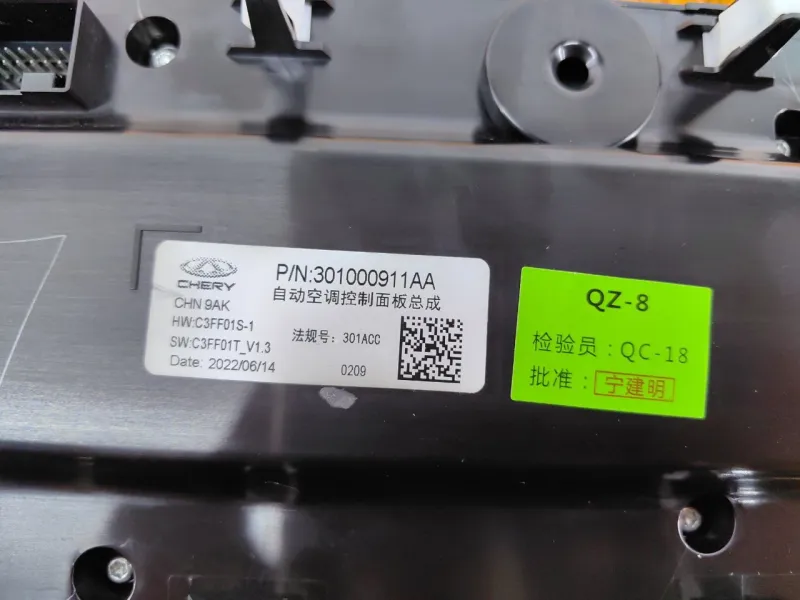 CHERY
P/N:301000911AA
自动空调控制面板总成
CHN 9AK
HW:C3FF01S-1
法规号: 301ACC
SW:C3FF01T_V1.3
Date: 2022/06/14
0209
QZ-8
检验员:QC-18
批准: 宁建明